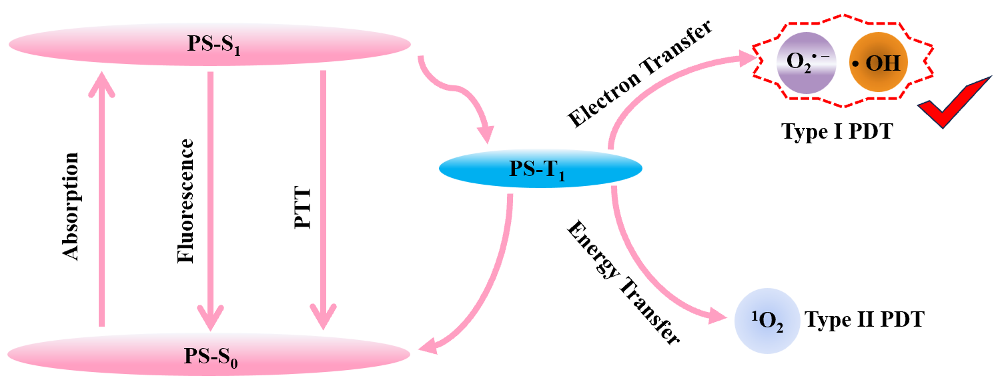 PS-S₁
Absorption
Fluorescence
PTT
PS-S₀
PS-T₁
Electron Transfer
O₂•⁻
• OH
Type I PDT
Energy Transfer
¹O₂
Type II PDT